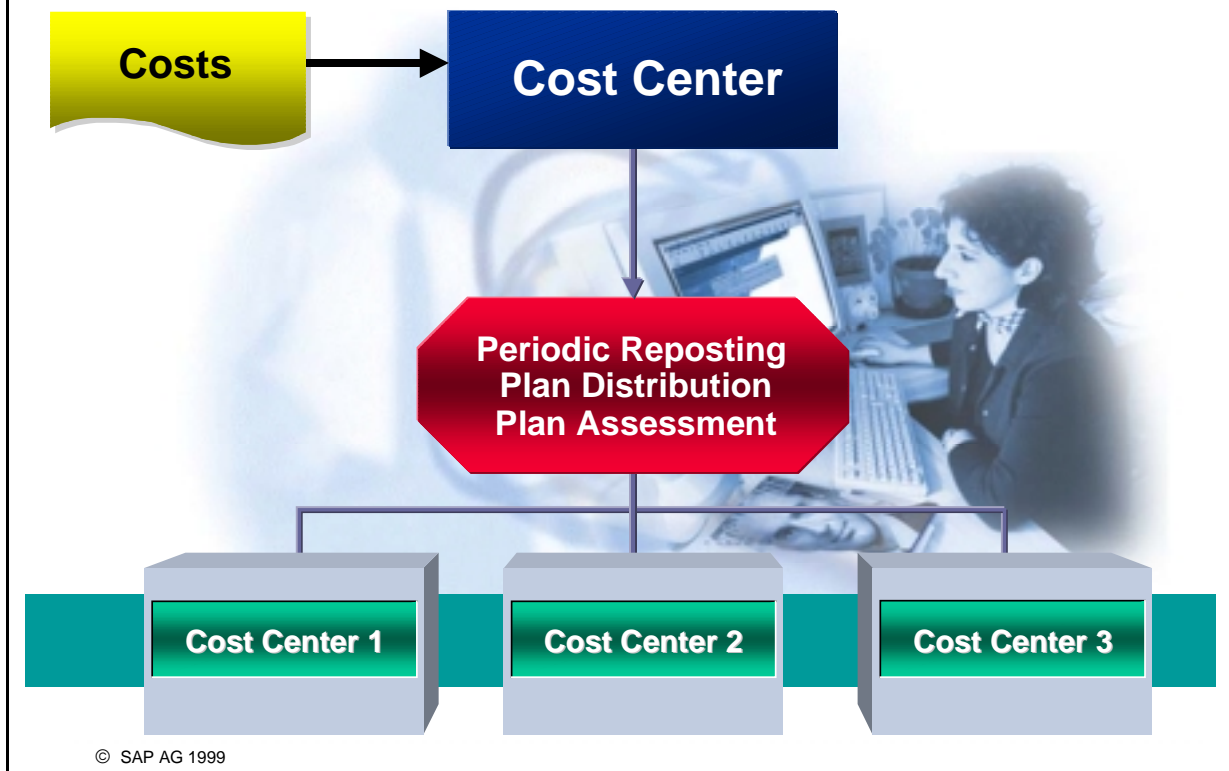 Costs
Cost Center
Periodic Reposting
Plan Distribution
Plan Assessment
Cost Center 1
Cost Center 2
Cost Center 3
© SAP AG 1999